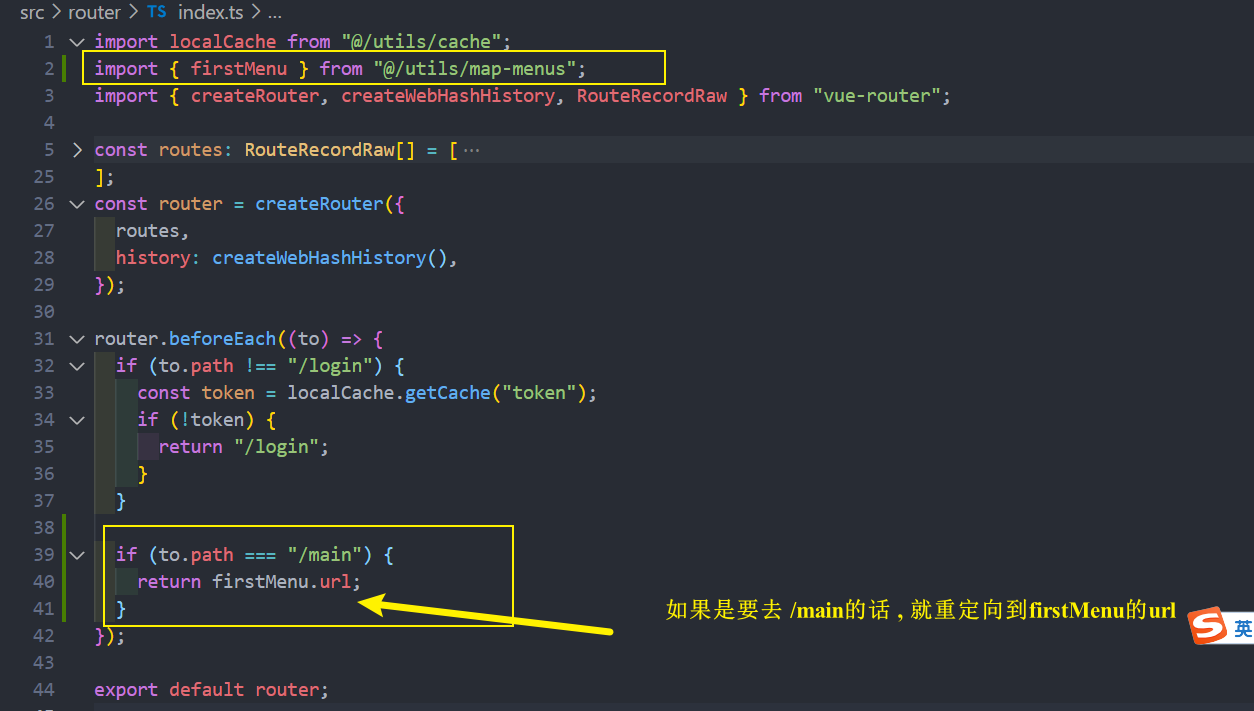 src > router > TS index.ts > ...
1 import localCache from "@/utils/cache";
2 import { firstMenu } from "@/utils/map-menus";
3 import { createRouter, createWebHashHistory, RouteRecordRaw } from "vue-router";
4
5 const routes: RouteRecordRaw[] = [ ...
25 ];
26 const router = createRouter({
27 routes,
28 history: createWebHashHistory(),
29 });
30
31 router.beforeEach((to) => {
32 if (to.path !== "/login") {
33 const token = localCache.getCache("token");
34 if (!token) {
35 return "/login";
36 }
37 }
38
39 if (to.path === "/main") {
40 return firstMenu.url;
41 }
如果是要去 /main的话 , 就重定向到firstMenu的url
英
42 });
43
44 export default router;